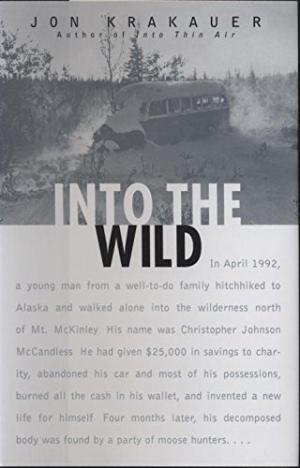 JON KRAKAUER
Author of Into Thin Air
INTO THE
WILD
In April 1992,
a young man from a well-to-do family hitchhiked to
Alaska and walked alone into the wilderness north
of Mt. McKinley His name was Christopher Johnson
McCandless He had given $25,000 in savings to char-
ity, abandoned his car and most of his possessions,
burned all the cash in his wallet, and invented a new
life for himself Four months later, his decomposed
body was found by a party of moose hunters. . . .